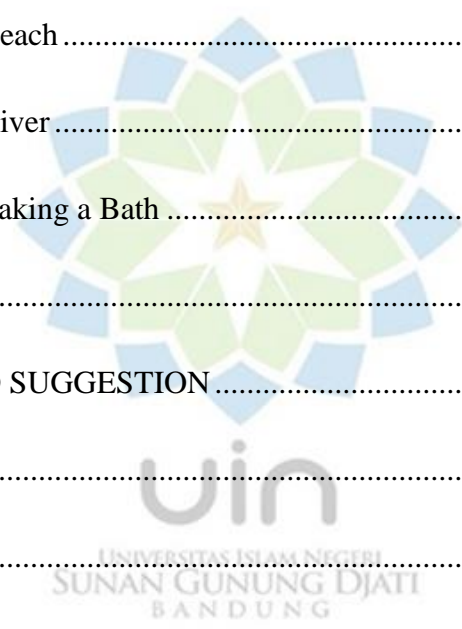 each ..................................................
iver ...................................................
aking a Bath .....................................
..........................................................
SUGGESTION ...............................
uin
..........................................................
UNIVERSITAS ISLAM NEGERI
..........................................................
SUNAN GUNUNG DJATI
BANDUNG